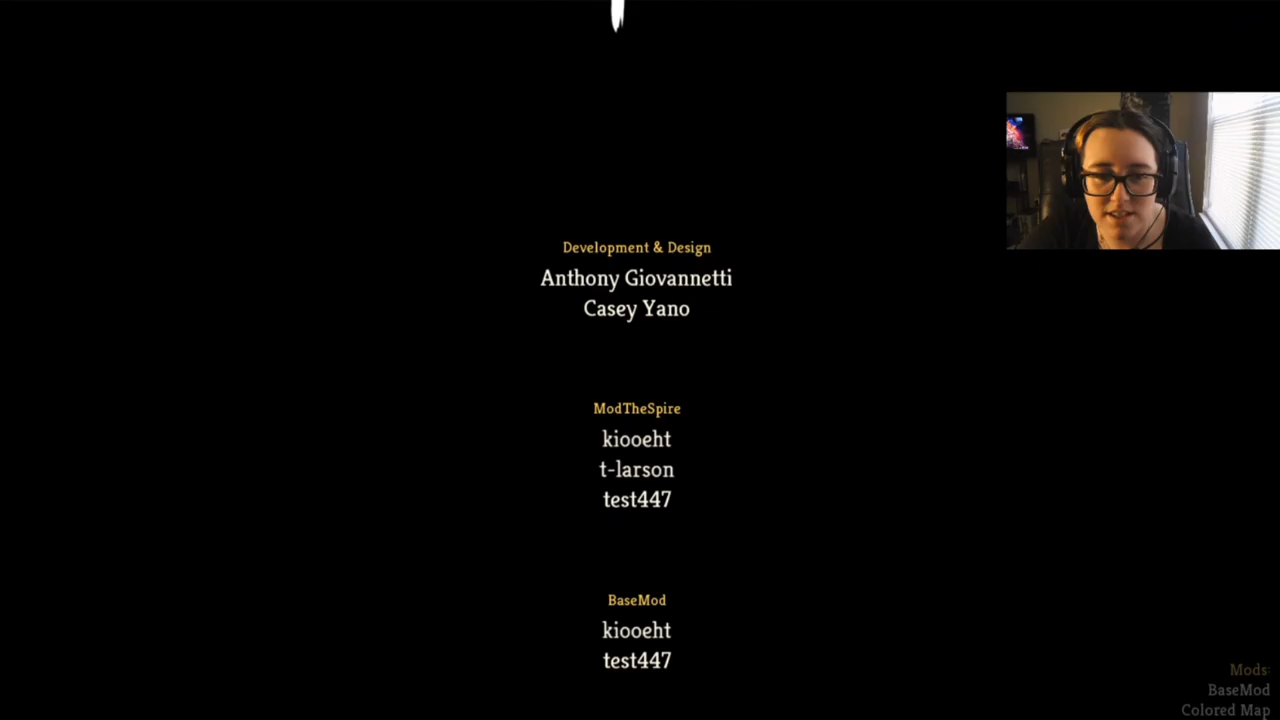 Development & Design
Anthony Giovannetti
Casey Yano
ModTheSpire
kiooeht
t-larson
test447
BaseMod
kiooeht
test447
Mods:
BaseMod
Colored Map